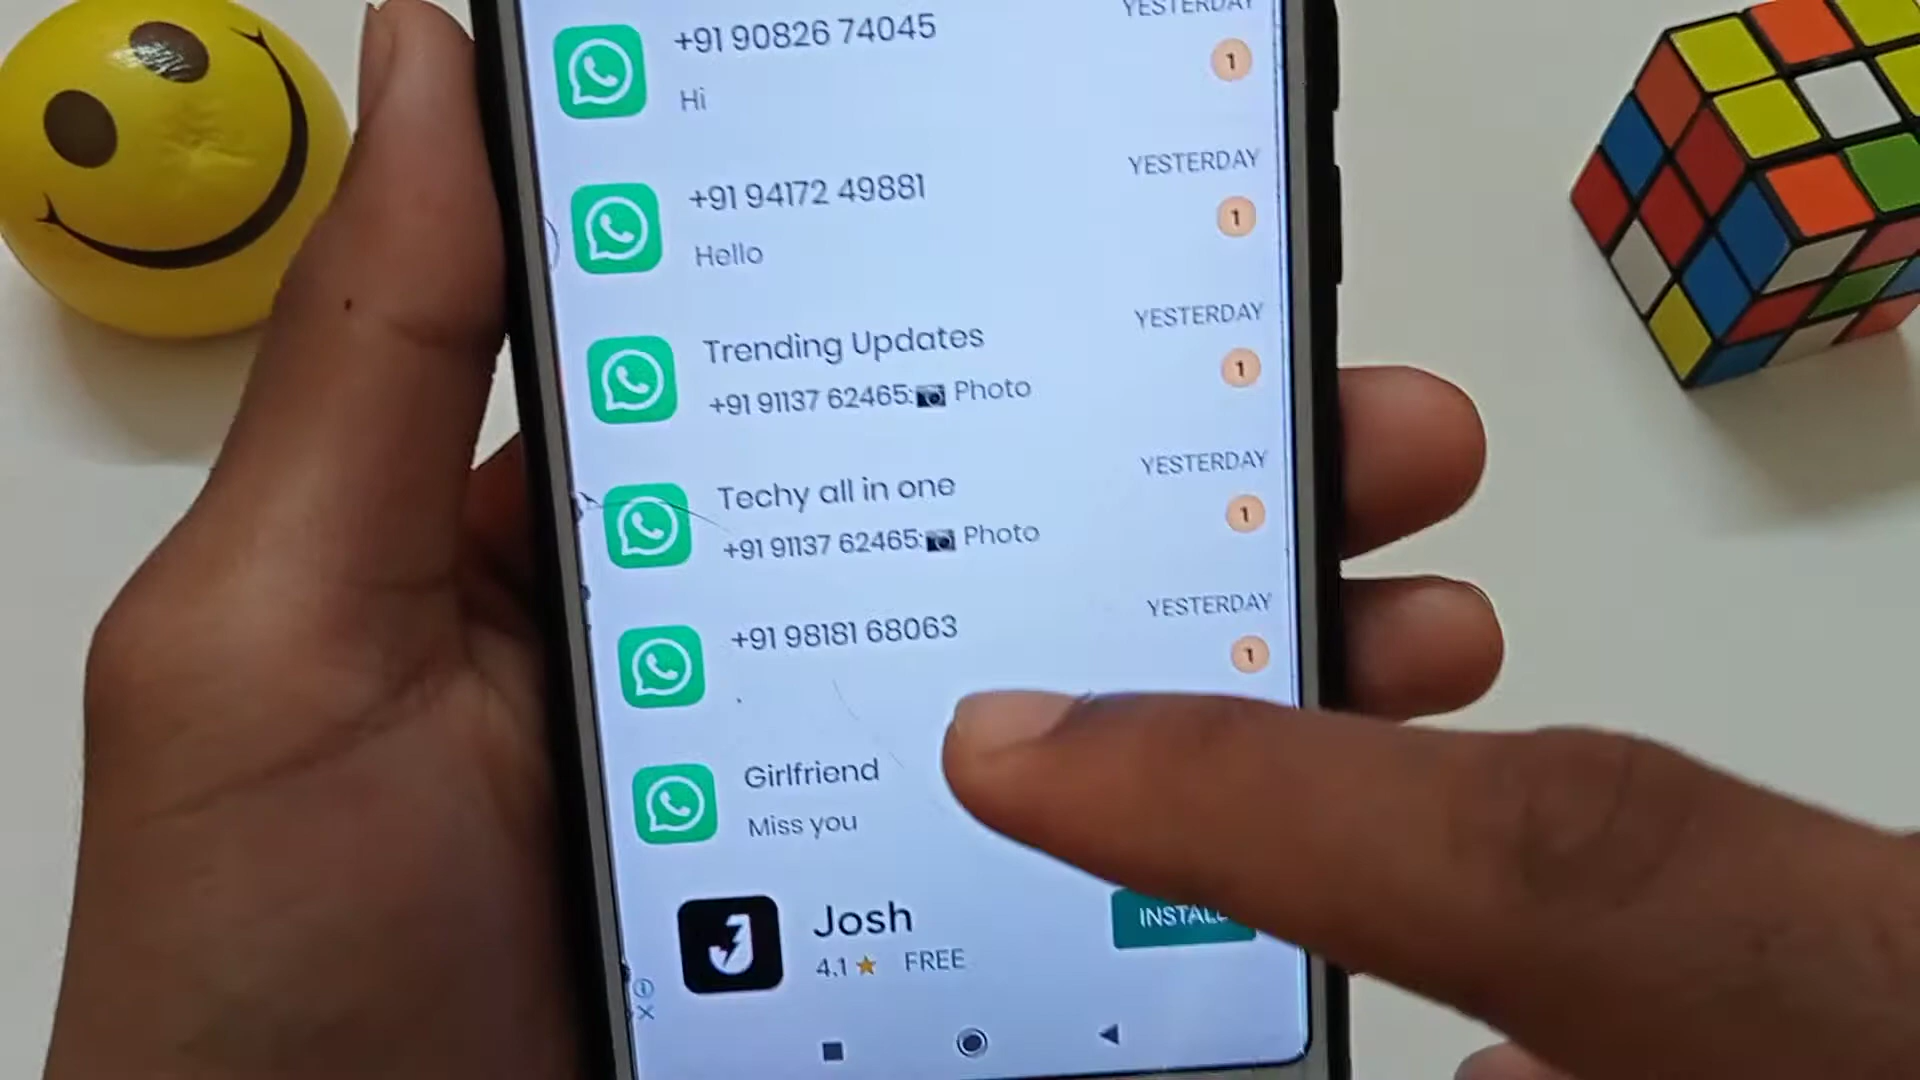 YESTERDAY
+91 90826 74045
1
Hi
YESTERDAY
+91 94172 49881
1
Hello
YESTERDAY
Trending Updates
1
+91 91137 62465:📷 Photo
YESTERDAY
Techy all in one
1
+91 91137 62465:📷 Photo
YESTERDAY
+91 98181 68063
1
.
Girlfriend
Miss you
Josh
INSTALL
4.1 ★ FREE